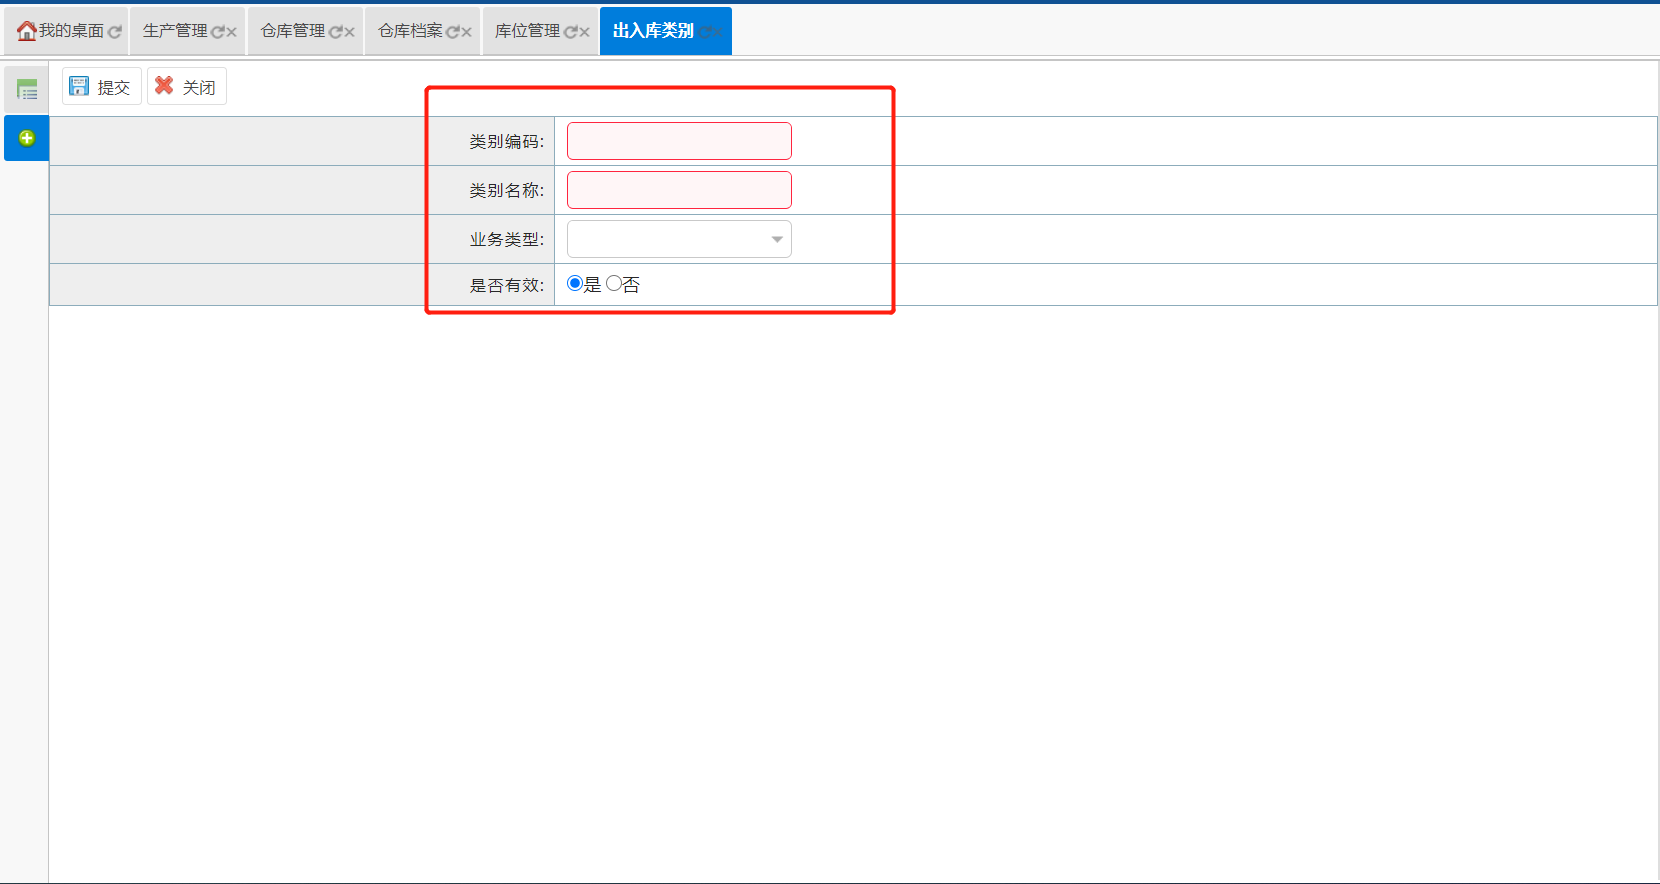 我的桌面 生产管理 仓库管理 仓库档案 库位管理 出入库类别
提交 关闭
类别编码:
类别名称:
业务类型:
是否有效: 是 否